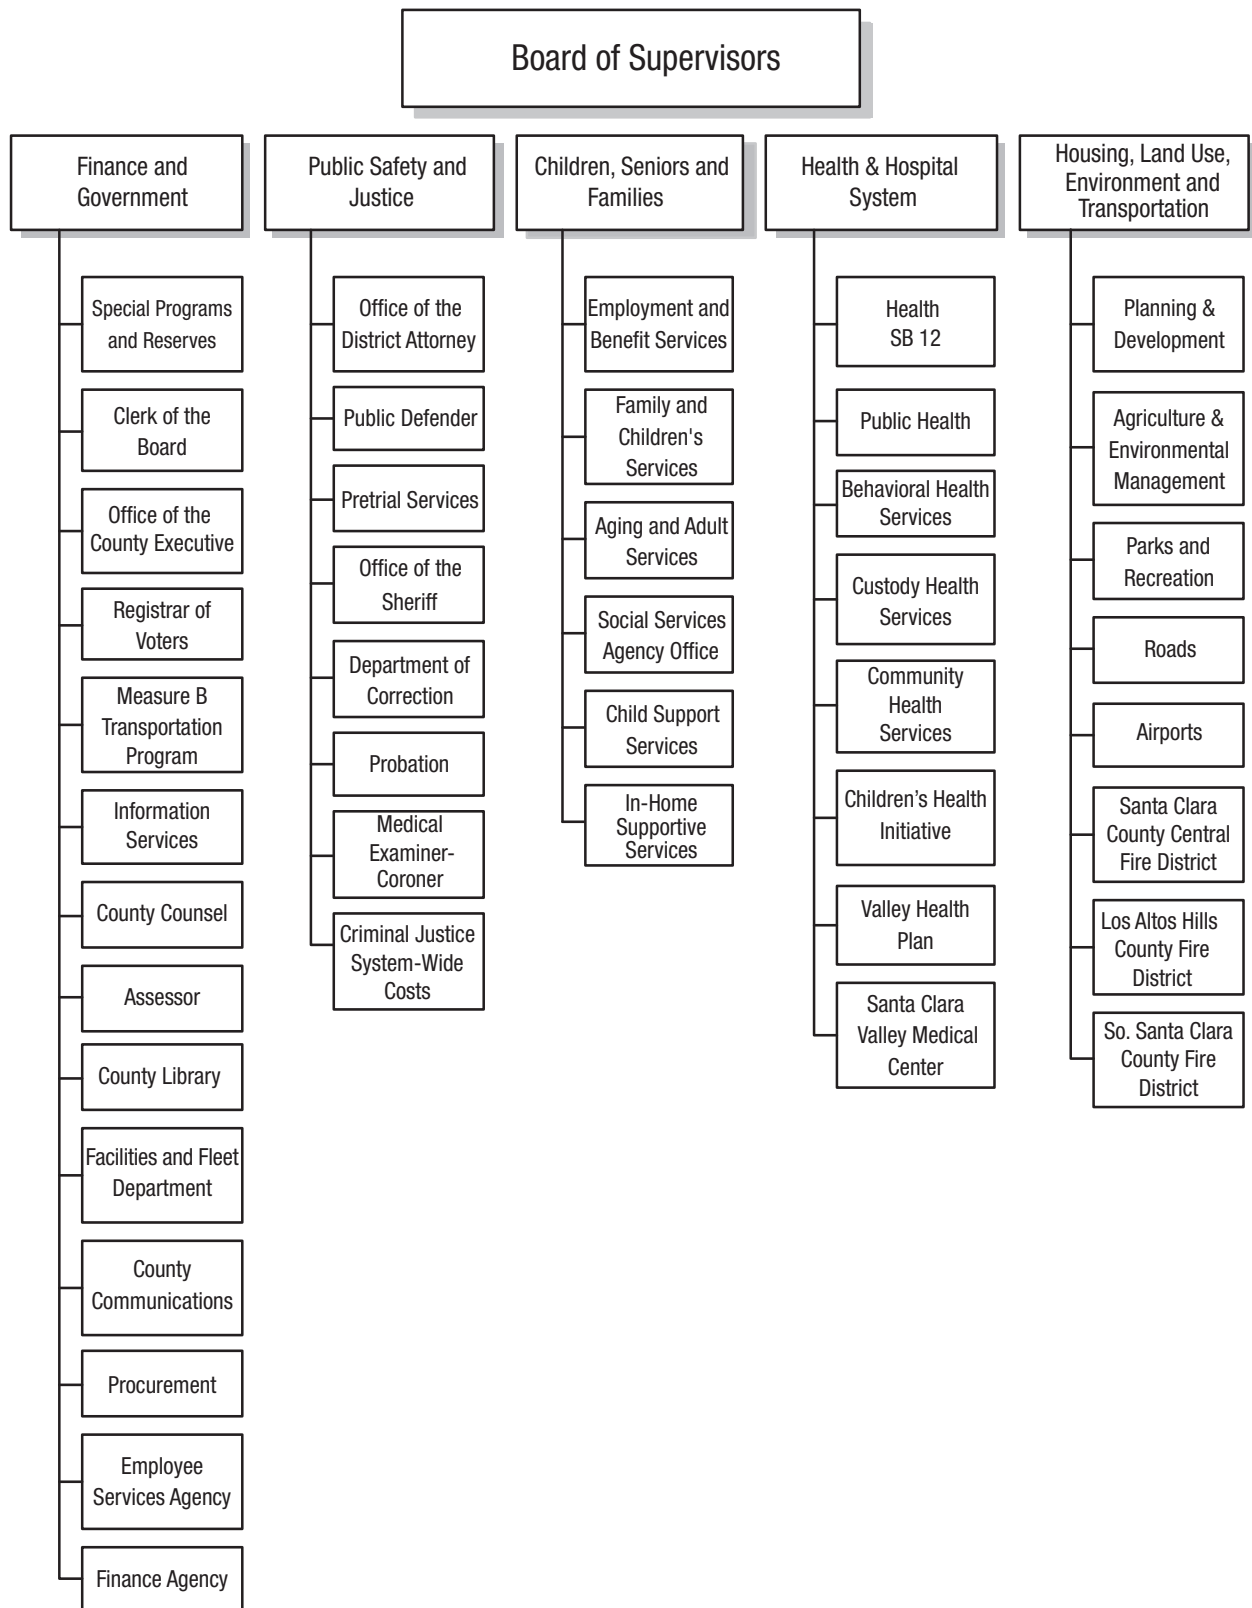 Board of Supervisors
Finance and
Government
Special Programs
and Reserves
Clerk of the
Board
Office of the
County Executive
Registrar of
Voters
Measure B
Transportation
Program
Information
Services
County Counsel
Assessor
County Library
Facilities and Fleet
Department
County
Communications
Procurement
Employee
Services Agency
Finance Agency
Public Safety and
Justice
Office of the
District Attorney
Public Defender
Pretrial Services
Office of the
Sheriff
Department of
Correction
Probation
Medical
Examiner-
Coroner
Criminal Justice
System-Wide
Costs
Children, Seniors and
Families
Employment and
Benefit Services
Family and
Children's
Services
Aging and Adult
Services
Social Services
Agency Office
Child Support
Services
In-Home
Supportive
Services
Health & Hospital
System
Health
SB 12
Public Health
Behavioral Health
Services
Custody Health
Services
Community
Health
Services
Children’s Health
Initiative
Valley Health
Plan
Santa Clara
Valley Medical
Center
Housing, Land Use,
Environment and
Transportation
Planning &
Development
Agriculture &
Environmental
Management
Parks and
Recreation
Roads
Airports
Santa Clara
County Central
Fire District
Los Altos Hills
County Fire
District
So. Santa Clara
County Fire
District